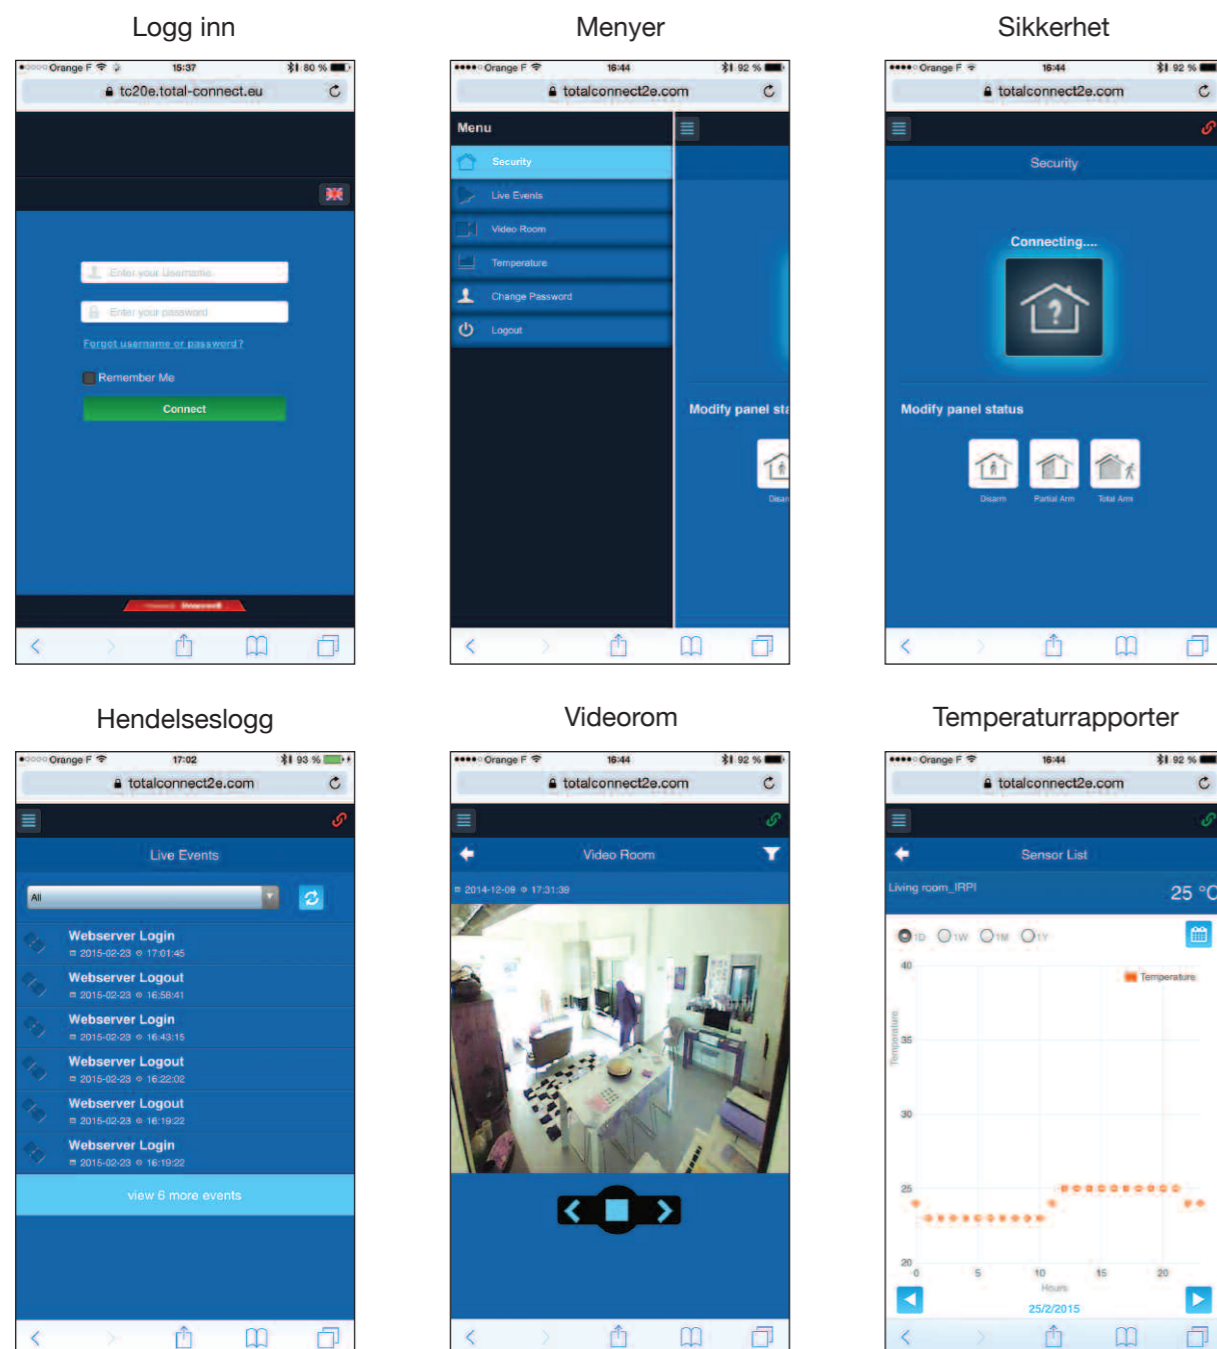 Logg inn
Orange F 15:37 80 %
tc20e.total-connect.eu
Enter your Username
Enter your password
Forgot username or password?
Remember Me
Connect
Menyer
Orange F 16:44 92 %
totalconnect2e.com
Menu
Security
Live Events
Video Room
Temperature
Change Password
Logout
Modify panel sta
Disar
Sikkerhet
Orange F 16:44 92 %
totalconnect2e.com
Security
Connecting....
?
Modify panel status
Disarm Partial Arm Total Arm
Hendelseslogg
Orange F 17:02 93 %
totalconnect2e.com
Live Events
All
Webserver Login
2015-02-23 17:01:45
Webserver Logout
2015-02-23 16:58:41
Webserver Login
2015-02-23 16:43:15
Webserver Logout
2015-02-23 16:22:02
Webserver Logout
2015-02-23 16:19:22
Webserver Login
2015-02-23 16:19:22
view 6 more events
Videorom
Orange F 16:44 92 %
totalconnect2e.com
Video Room
2014-12-09 17:31:39
Temperaturrapporter
Orange F 16:44 92 %
totalconnect2e.com
Sensor List
Living room_IRPI 25 °C
1D 1W 1M 1Y
Temperature
Temperature
40
35
30
25
20
0 5 10 15 20
Hours
25/2/2015